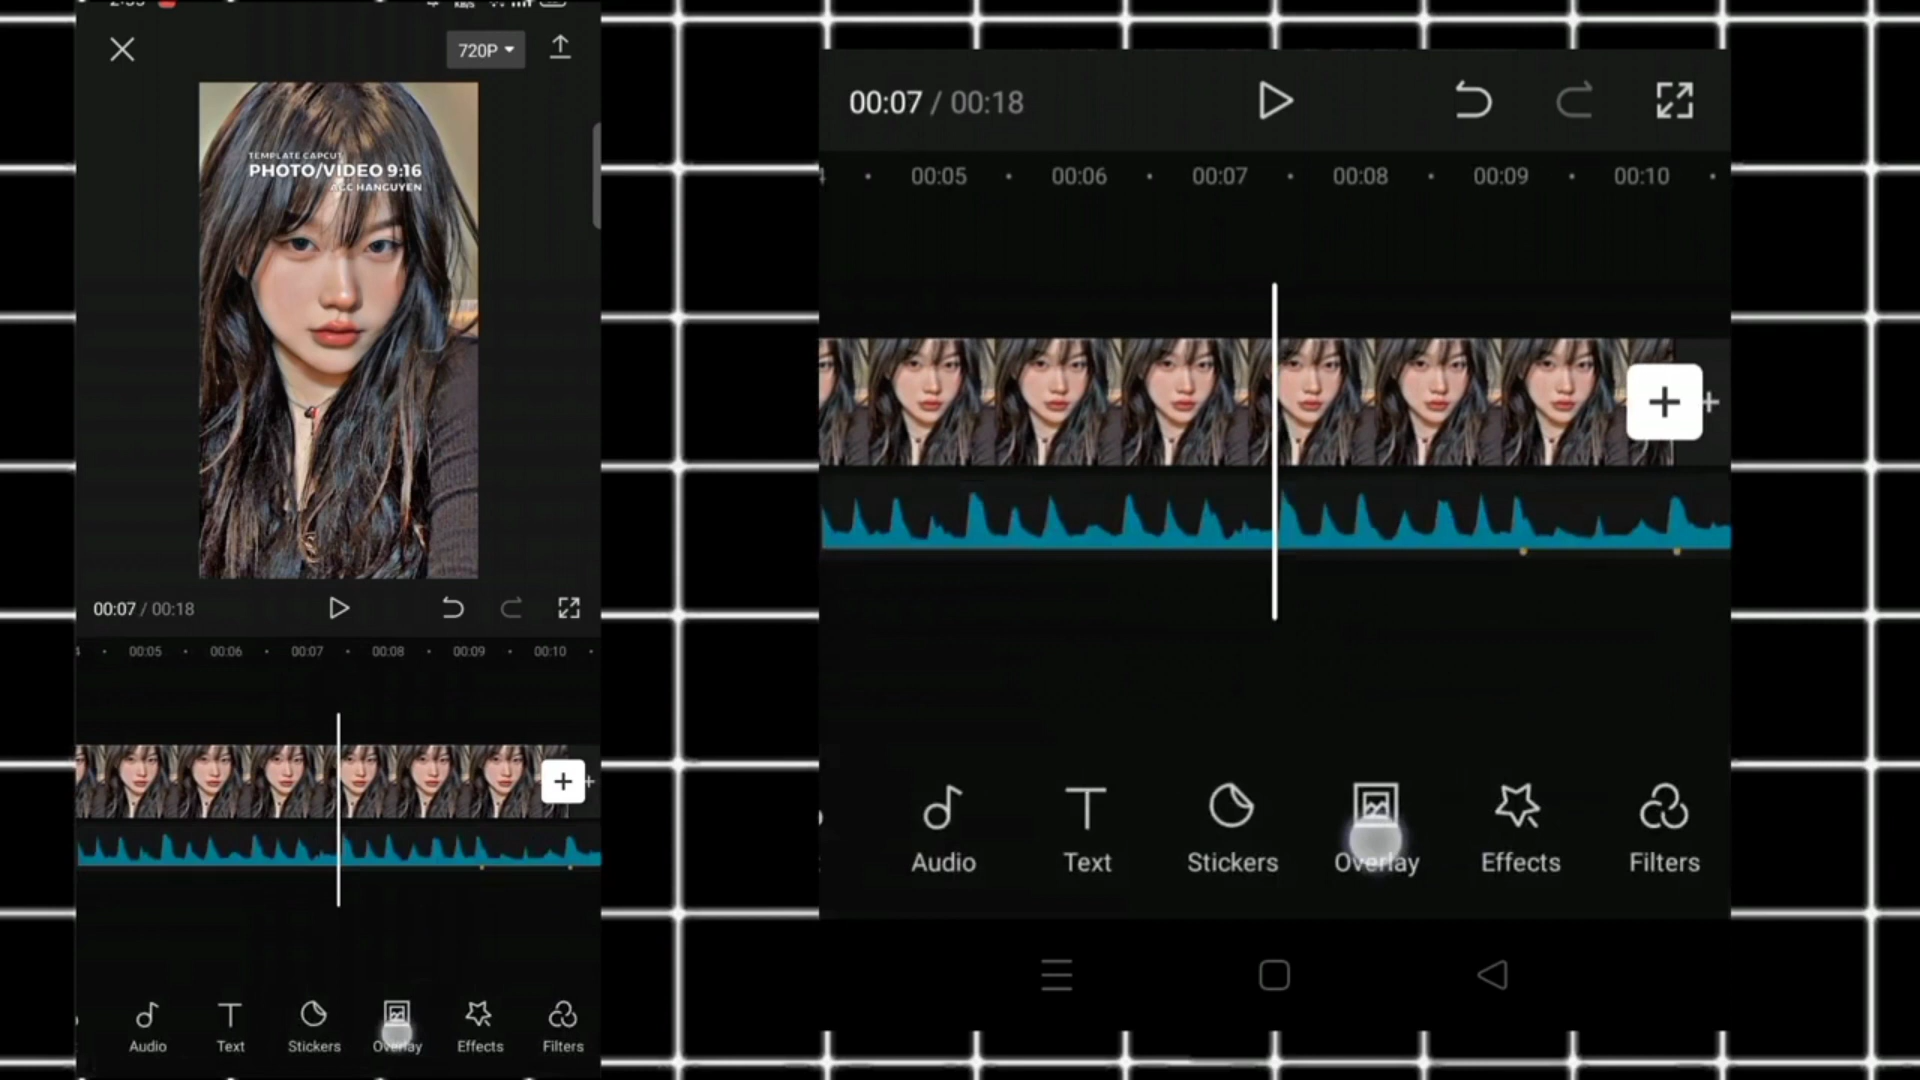 720P
TEMPLATE CAPCUT
PHOTO/VIDEO 9:16
ACC HANGUYEN
00:07 / 00:18
00:05 00:06 00:07 00:08 00:09 00:10
Audio Text Stickers Overlay Effects Filters
00:07 / 00:18
00:05 00:06 00:07 00:08 00:09 00:10
Audio Text Stickers Overlay Effects Filters